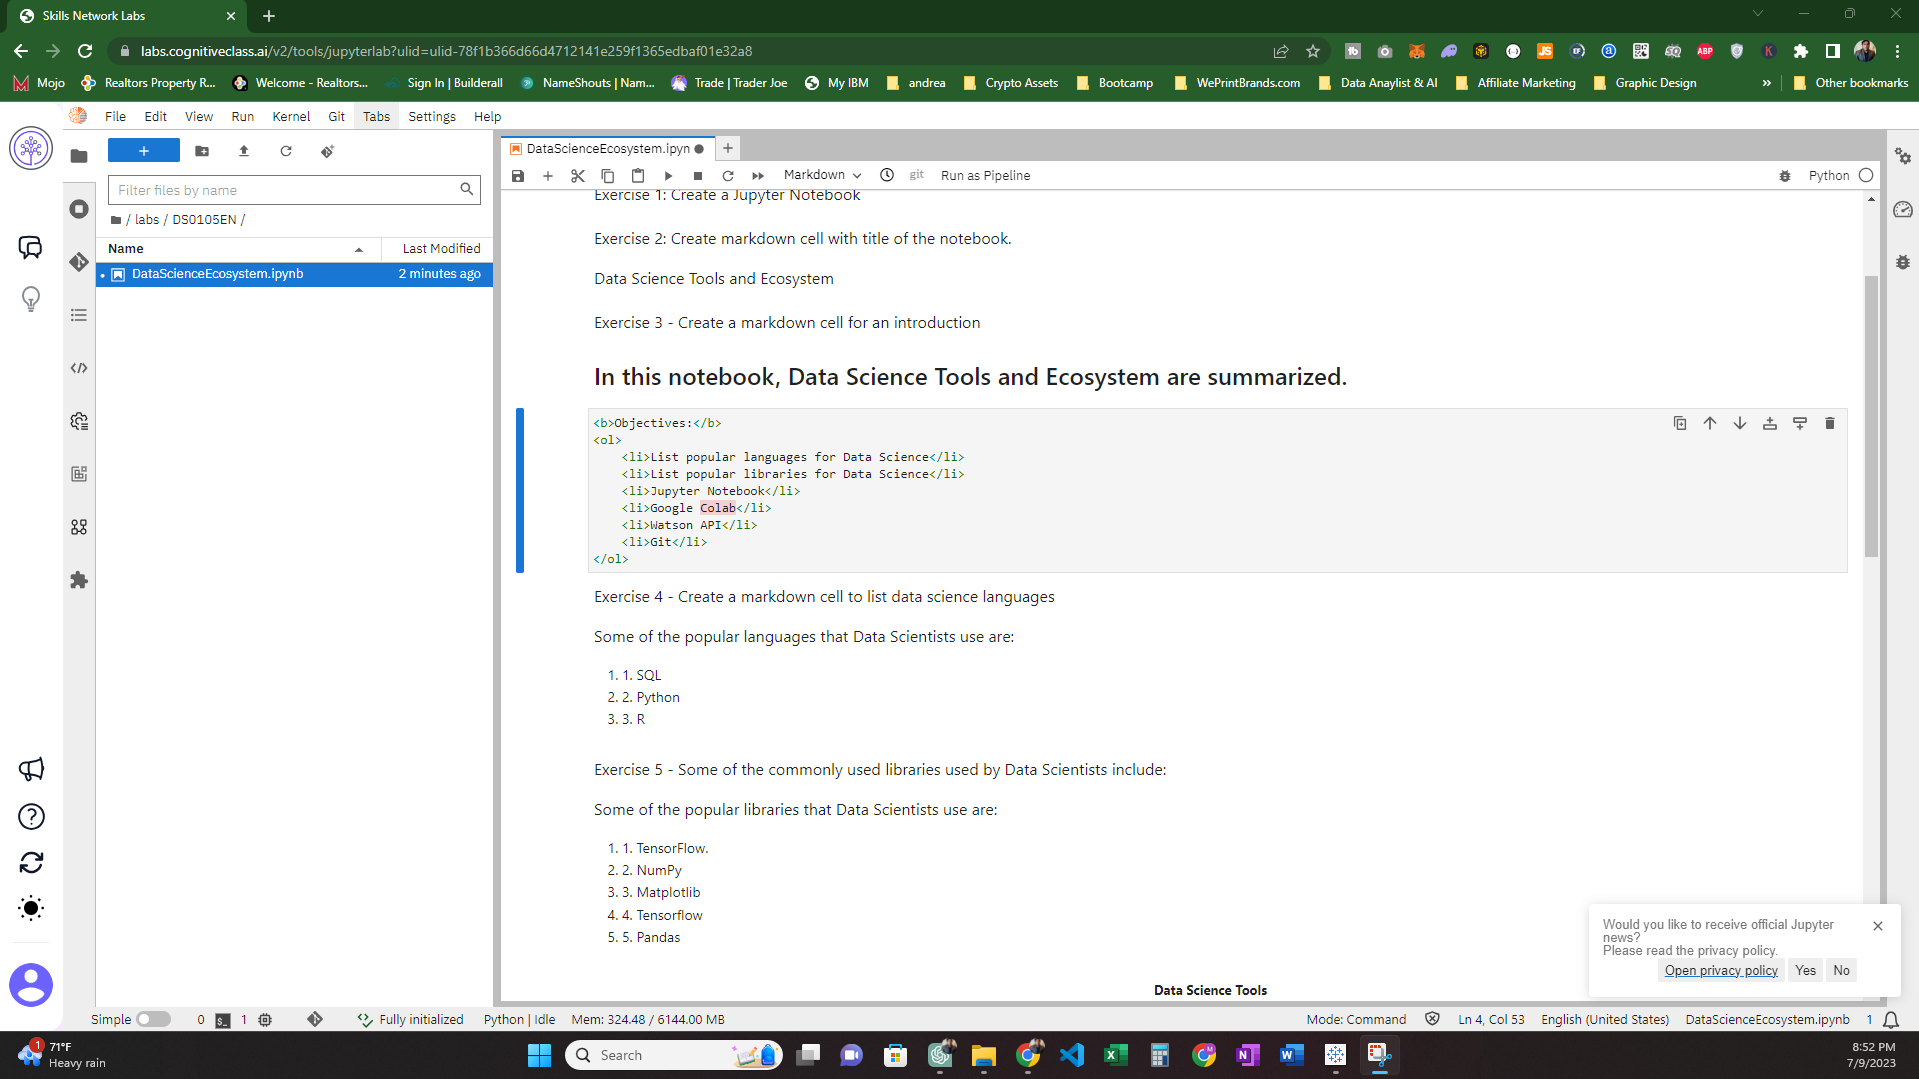 Skills Network Labs
labs.cognitiveclass.ai/v2/tools/jupyterlab?ulid=ulid-78f1b366d66d4712141e259f1365edbaf01e32a8
Mojo
Realtors Property R...
Welcome - Realtors...
Sign In | Builderall
NameShouts | Nam...
Trade | Trader Joe
My IBM
andrea
Crypto Assets
Bootcamp
WePrintBrands.com
Data Anaylist & AI
Affiliate Marketing
Graphic Design
»
Other bookmarks
File Edit View Run Kernel Git Tabs Settings Help
DataScienceEcosystem.ipyn
Markdown
git
Run as Pipeline
Python
Filter files by name
/ labs / DS0105EN /
Name
Last Modified
DataScienceEcosystem.ipynb
2 minutes ago
Exercise 1: Create a Jupyter Notebook
Exercise 2: Create markdown cell with title of the notebook.
Data Science Tools and Ecosystem
Exercise 3 - Create a markdown cell for an introduction
In this notebook, Data Science Tools and Ecosystem are summarized.
<b>Objectives:</b>
<ol>
<li>List popular languages for Data Science</li>
<li>List popular libraries for Data Science</li>
<li>Jupyter Notebook</li>
<li>Google Colab</li>
<li>Watson API</li>
<li>Git</li>
</ol>
Exercise 4 - Create a markdown cell to list data science languages
Some of the popular languages that Data Scientists use are:
1. 1. SQL
2. 2. Python
3. 3. R
Exercise 5 - Some of the commonly used libraries used by Data Scientists include:
Some of the popular libraries that Data Scientists use are:
1. 1. TensorFlow.
2. 2. NumPy
3. 3. Matplotlib
4. 4. Tensorflow
5. 5. Pandas
Data Science Tools
Would you like to receive official Jupyter
news?
Please read the privacy policy.
Open privacy policy
Yes
No
Simple
0
1
Fully initialized
Python | Idle
Mem: 324.48 / 6144.00 MB
Mode: Command
Ln 4, Col 53
English (United States)
DataScienceEcosystem.ipynb
1
1
71°F
Heavy rain
Search
8:52 PM
7/9/2023